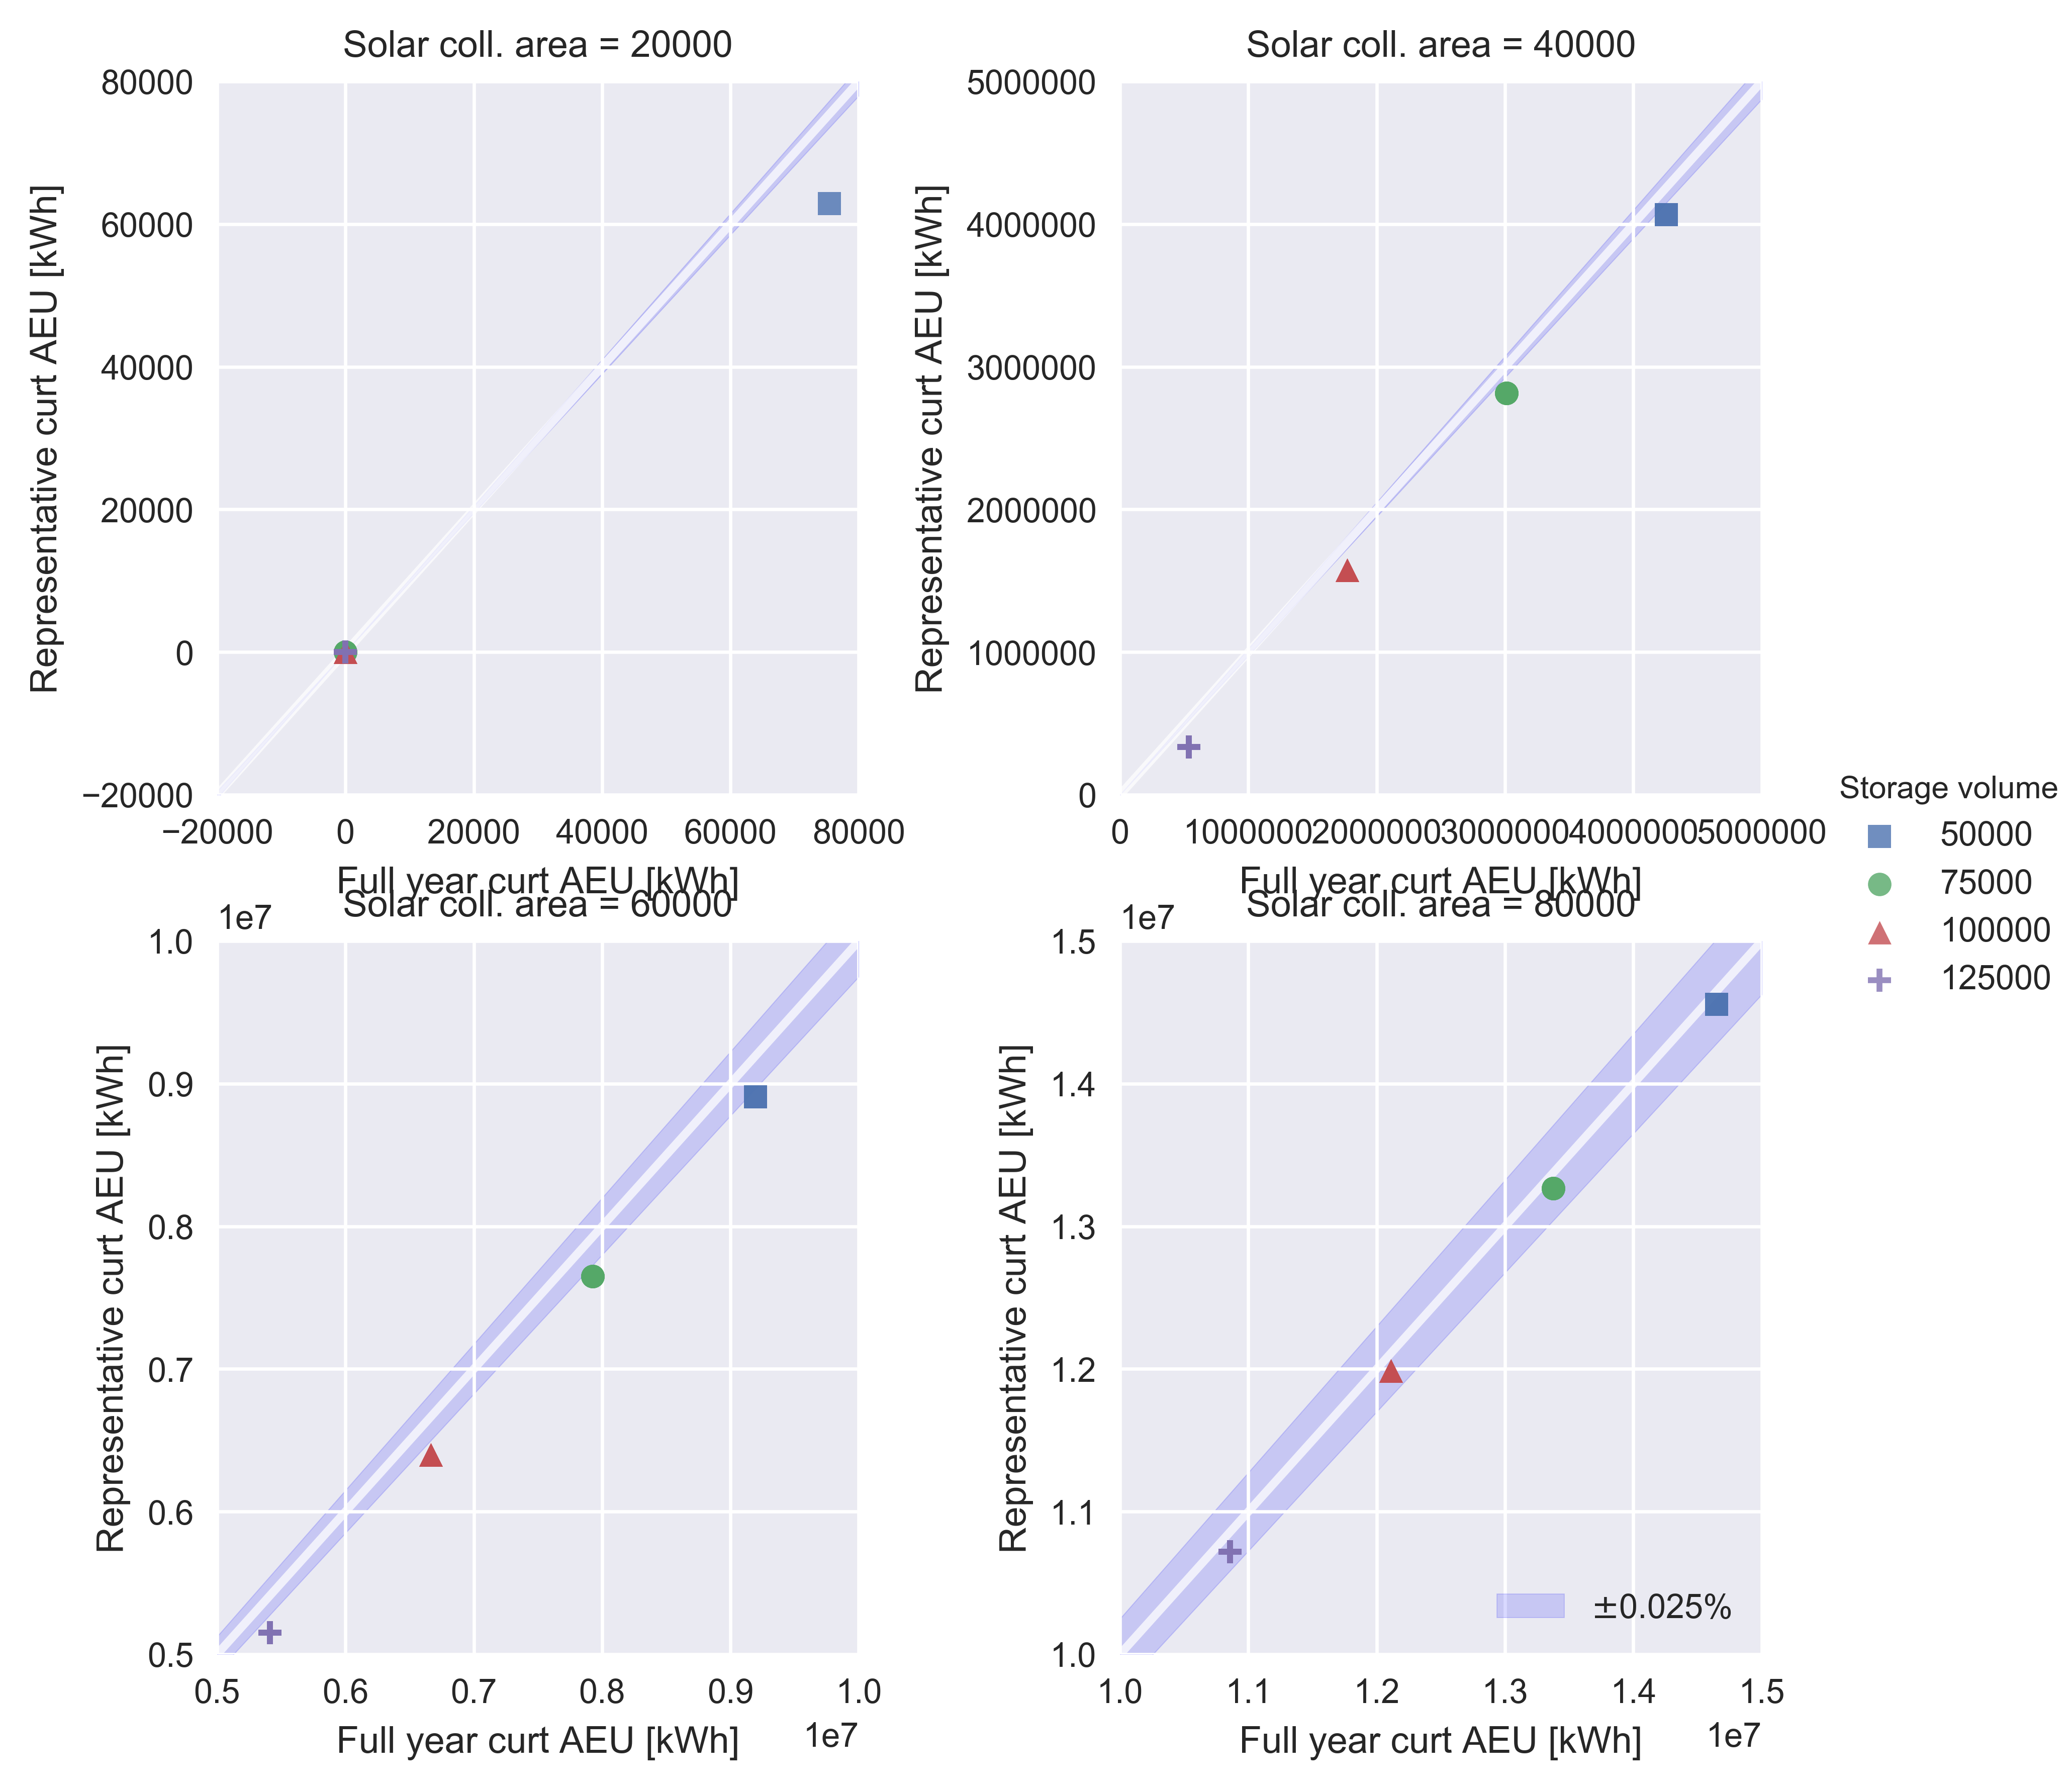 Solar coll. area = 20000
80000
60000
40000
20000
0
−20000
Representative curt AEU [kWh]
−20000 0 20000 40000 60000 80000
Full year curt AEU [kWh]
Solar coll. area = 40000
5000000
4000000
3000000
2000000
1000000
0
Representative curt AEU [kWh]
0 1000000 2000000 3000000 4000000 5000000
Full year curt AEU [kWh]
Storage volume
50000
75000
100000
125000
Solar coll. area = 60000
1e7
1.0
0.9
0.8
0.7
0.6
0.5
Representative curt AEU [kWh]
0.5 0.6 0.7 0.8 0.9 1.0
1e7
Full year curt AEU [kWh]
Solar coll. area = 80000
1e7
1.5
1.4
1.3
1.2
1.1
1.0
Representative curt AEU [kWh]
±0.025%
1.0 1.1 1.2 1.3 1.4 1.5
1e7
Full year curt AEU [kWh]